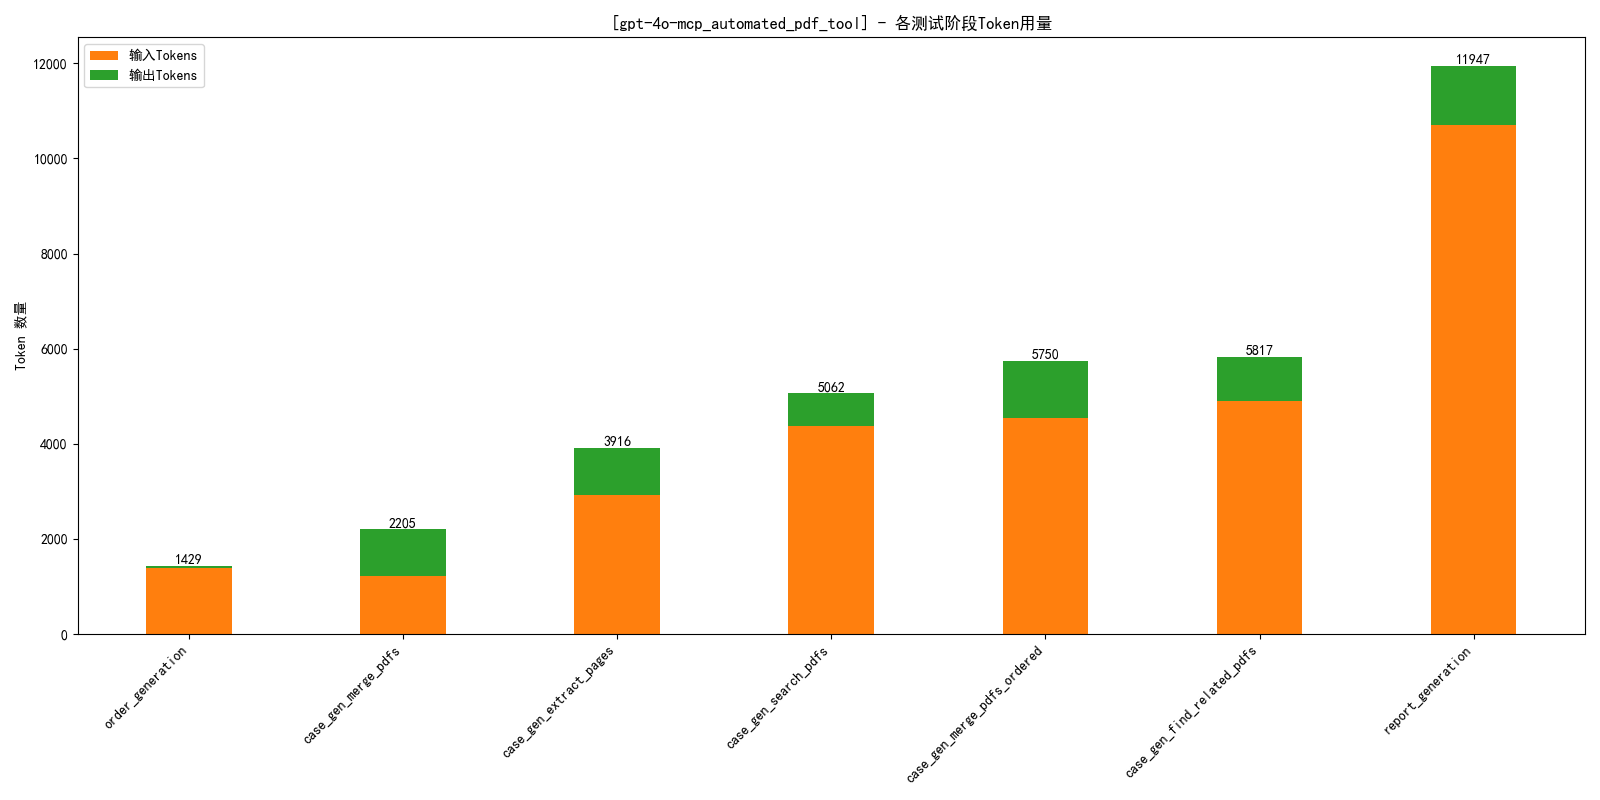 [gpt-4o-mcp_automated_pdf_tool] - 各测试阶段Token用量
输入Tokens
输出Tokens
Token 数量
12000
10000
8000
6000
4000
2000
0
1429
2205
3916
5062
5750
5817
11947
order_generation
case_gen_merge_pdfs
case_gen_extract_pages
case_gen_search_pdfs
case_gen_merge_pdfs_ordered
case_gen_find_related_pdfs
report_generation